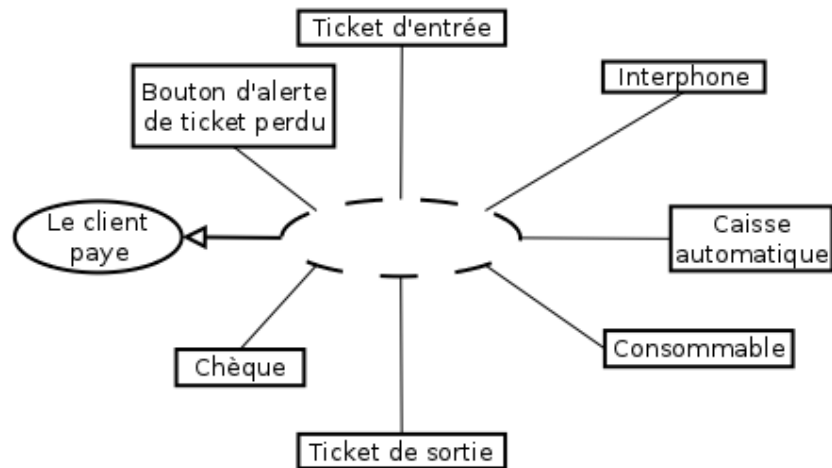 Ticket d'entrée
Interphone
Bouton d'alerte
de ticket perdu
Le client
paye
Caisse
automatique
Chèque
Consommable
Ticket de sortie